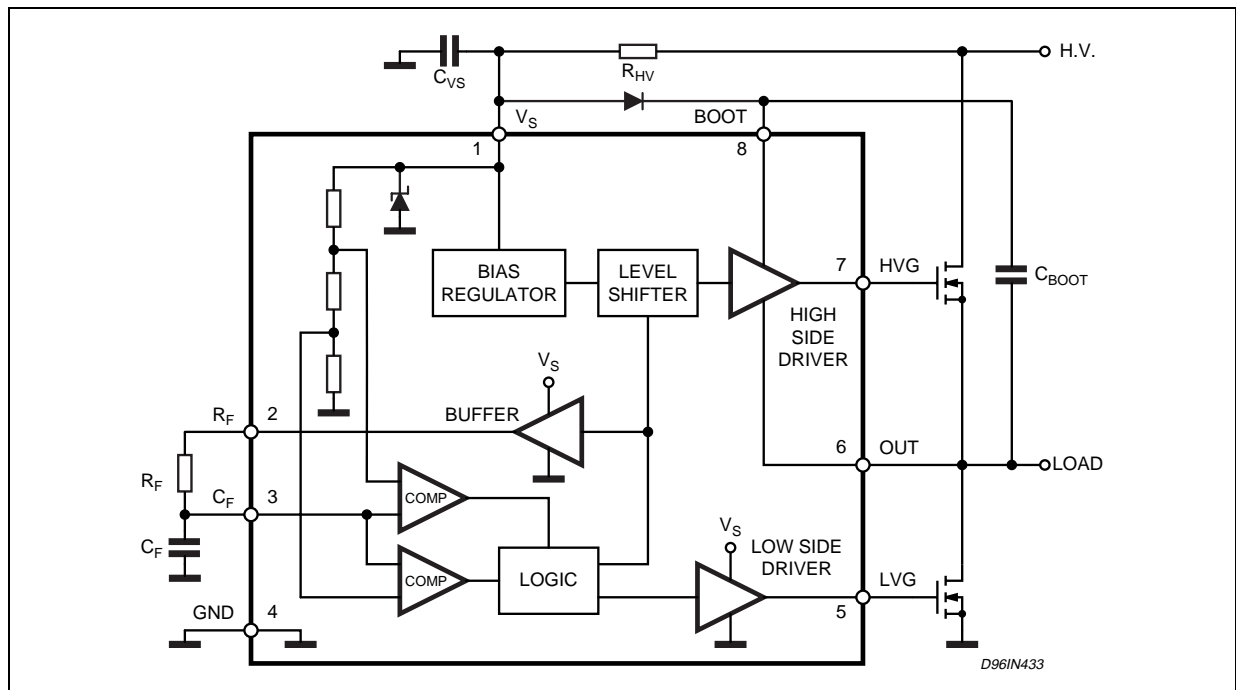 H.V.
C_VS
R_HV
V_S
BOOT
1
8
BIAS
REGULATOR
LEVEL
SHIFTER
7
HVG
C_BOOT
HIGH
SIDE
DRIVER
V_S
R_F
2
BUFFER
6
OUT
LOAD
R_F
C_F
3
COMP
V_S
LOW SIDE
DRIVER
C_F
COMP
LOGIC
LVG
GND
4
5
D96IN433